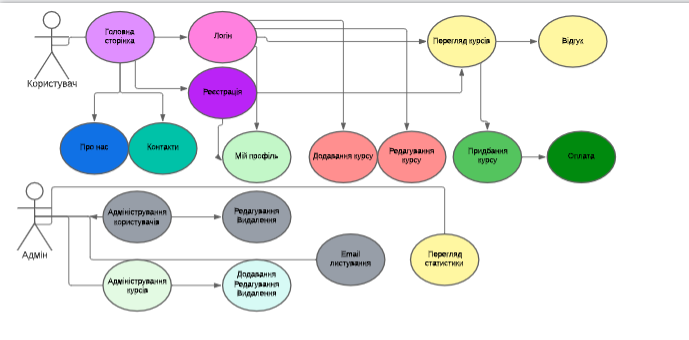 Головна
сторінка
Логін
Перегляд курсів
Відгук
Користувач
Реєстрація
Про нас
Контакти
Мій профіль
Додавання курсу
Редагування
курсу
Придбання
курсу
Оплата
Адмін
Адміністрування
користувачів
Редагування
Видалення
Email
листування
Перегляд
статистики
Адміністрування
курсів
Додавання
Редагування
Видалення